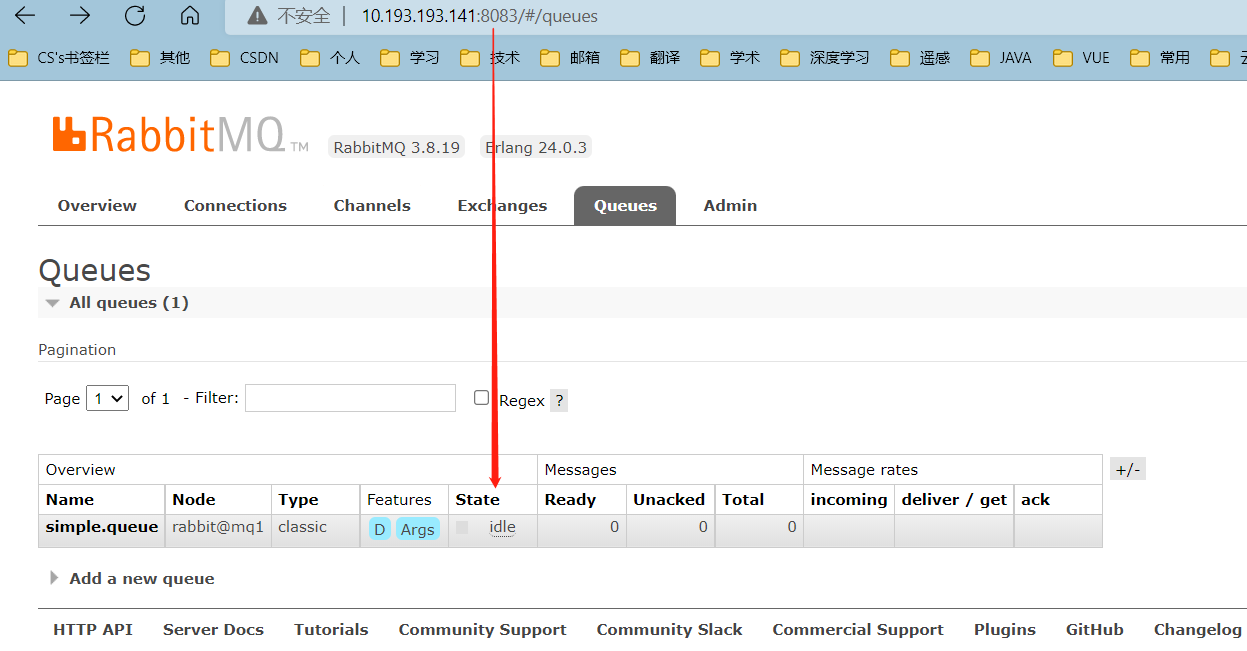 不安全 10.193.193.141:8083/#/queues
CS's书签栏 其他 CSDN 个人 学习 技术 邮箱 翻译 学术 深度学习 遥感 JAVA VUE 常用
RabbitMQ TM RabbitMQ 3.8.19 Erlang 24.0.3
Overview Connections Channels Exchanges Queues Admin
Queues
All queues (1)
Pagination
Page 1 of 1 - Filter: Regex ?
Overview Messages Message rates +/-
Name Node Type Features State Ready Unacked Total incoming deliver / get ack
simple.queue rabbit@mq1 classic D Args idle 0 0 0
Add a new queue
HTTP API Server Docs Tutorials Community Support Community Slack Commercial Support Plugins GitHub Changelog